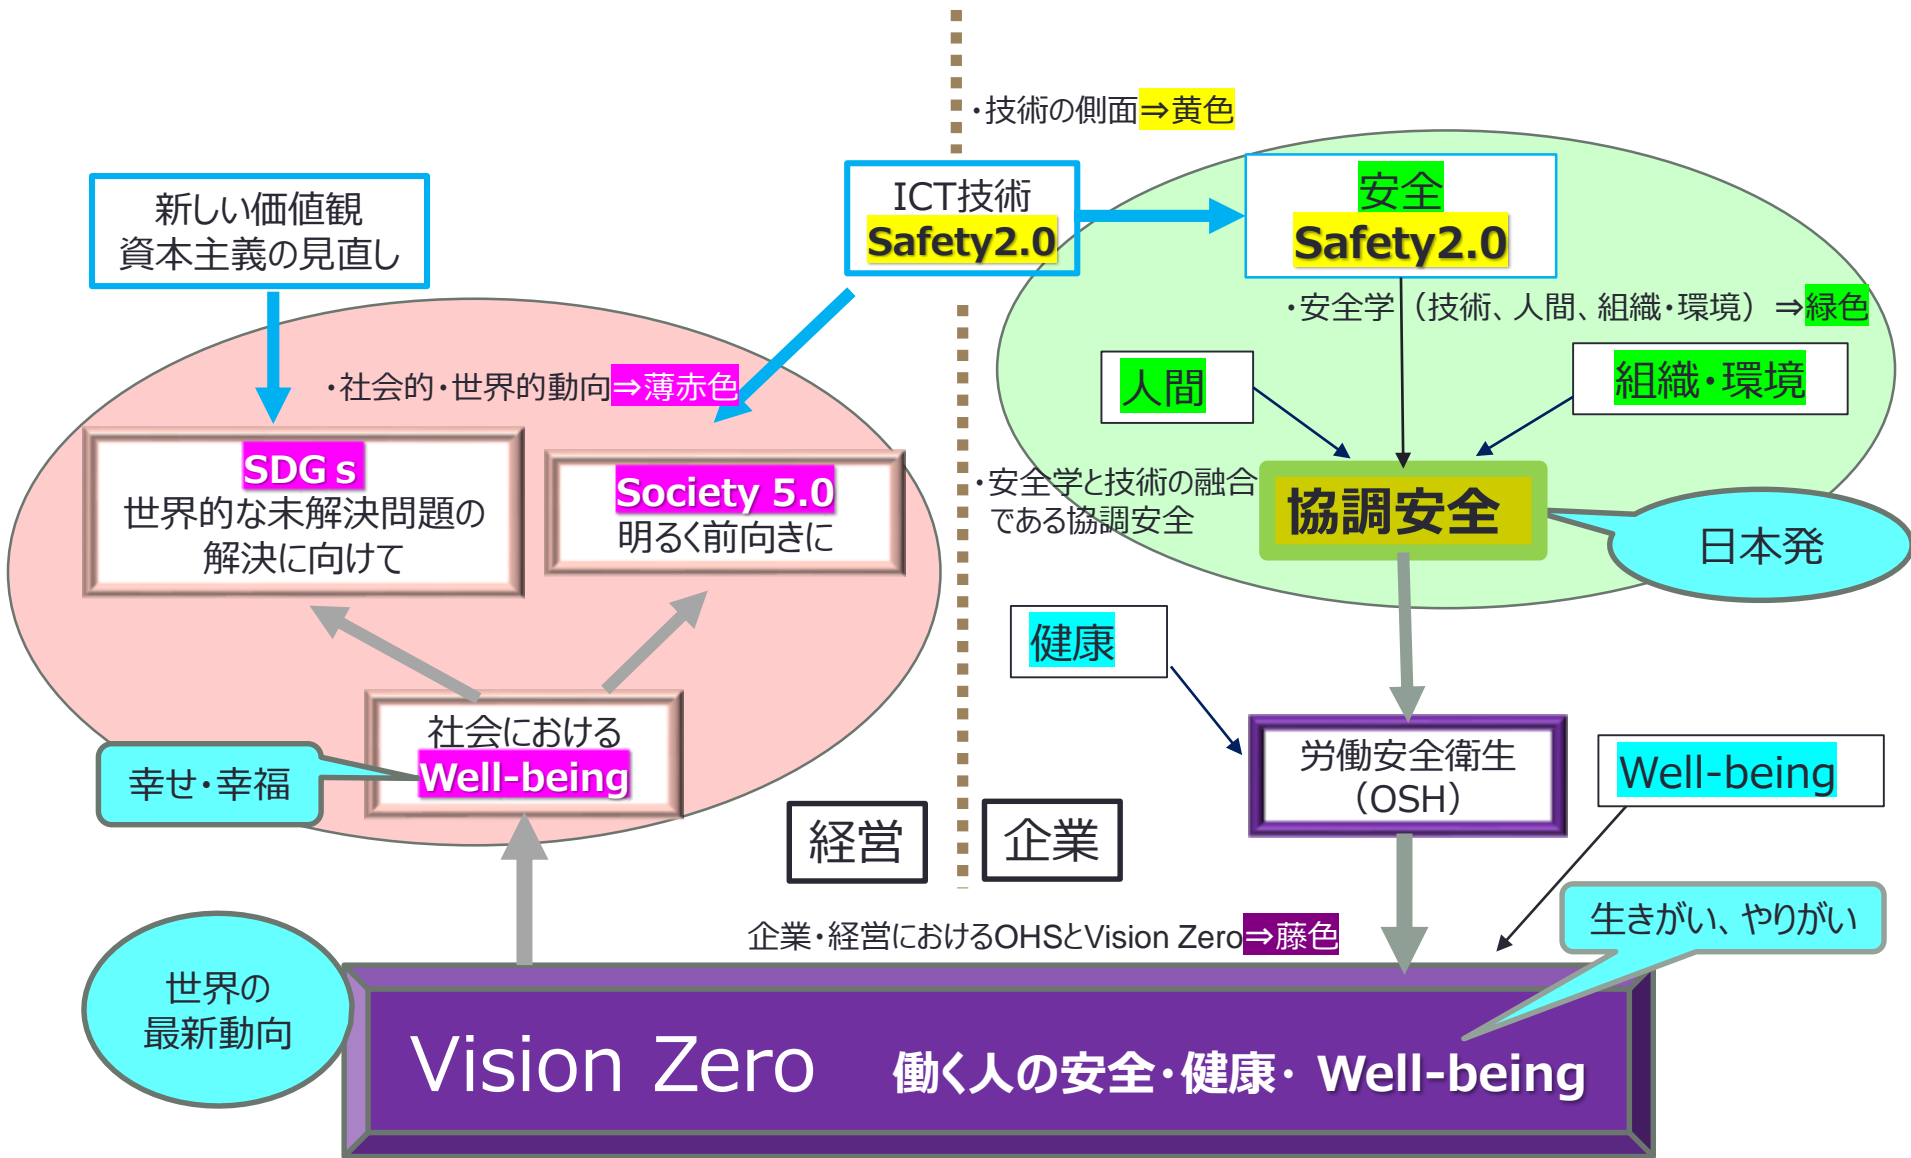 ・技術の側面⇒黄色
新しい価値観
資本主義の見直し
ICT技術
Safety2.0
安全
Safety2.0
・安全学（技術、人間、組織・環境）⇒緑色
・社会的・世界的動向⇒薄赤色
人間
組織・環境
SDGs
世界的な未解決問題の
解決に向けて
Society 5.0
明るく前向きに
・安全学と技術の融合
である協調安全
協調安全
日本発
健康
社会における
Well-being
幸せ・幸福
労働安全衛生
（OSH）
Well-being
経営
企業
生きがい、やりがい
企業・経営におけるOHSとVision Zero⇒藤色
世界の
最新動向
Vision Zero 働く人の安全・健康・ Well-being